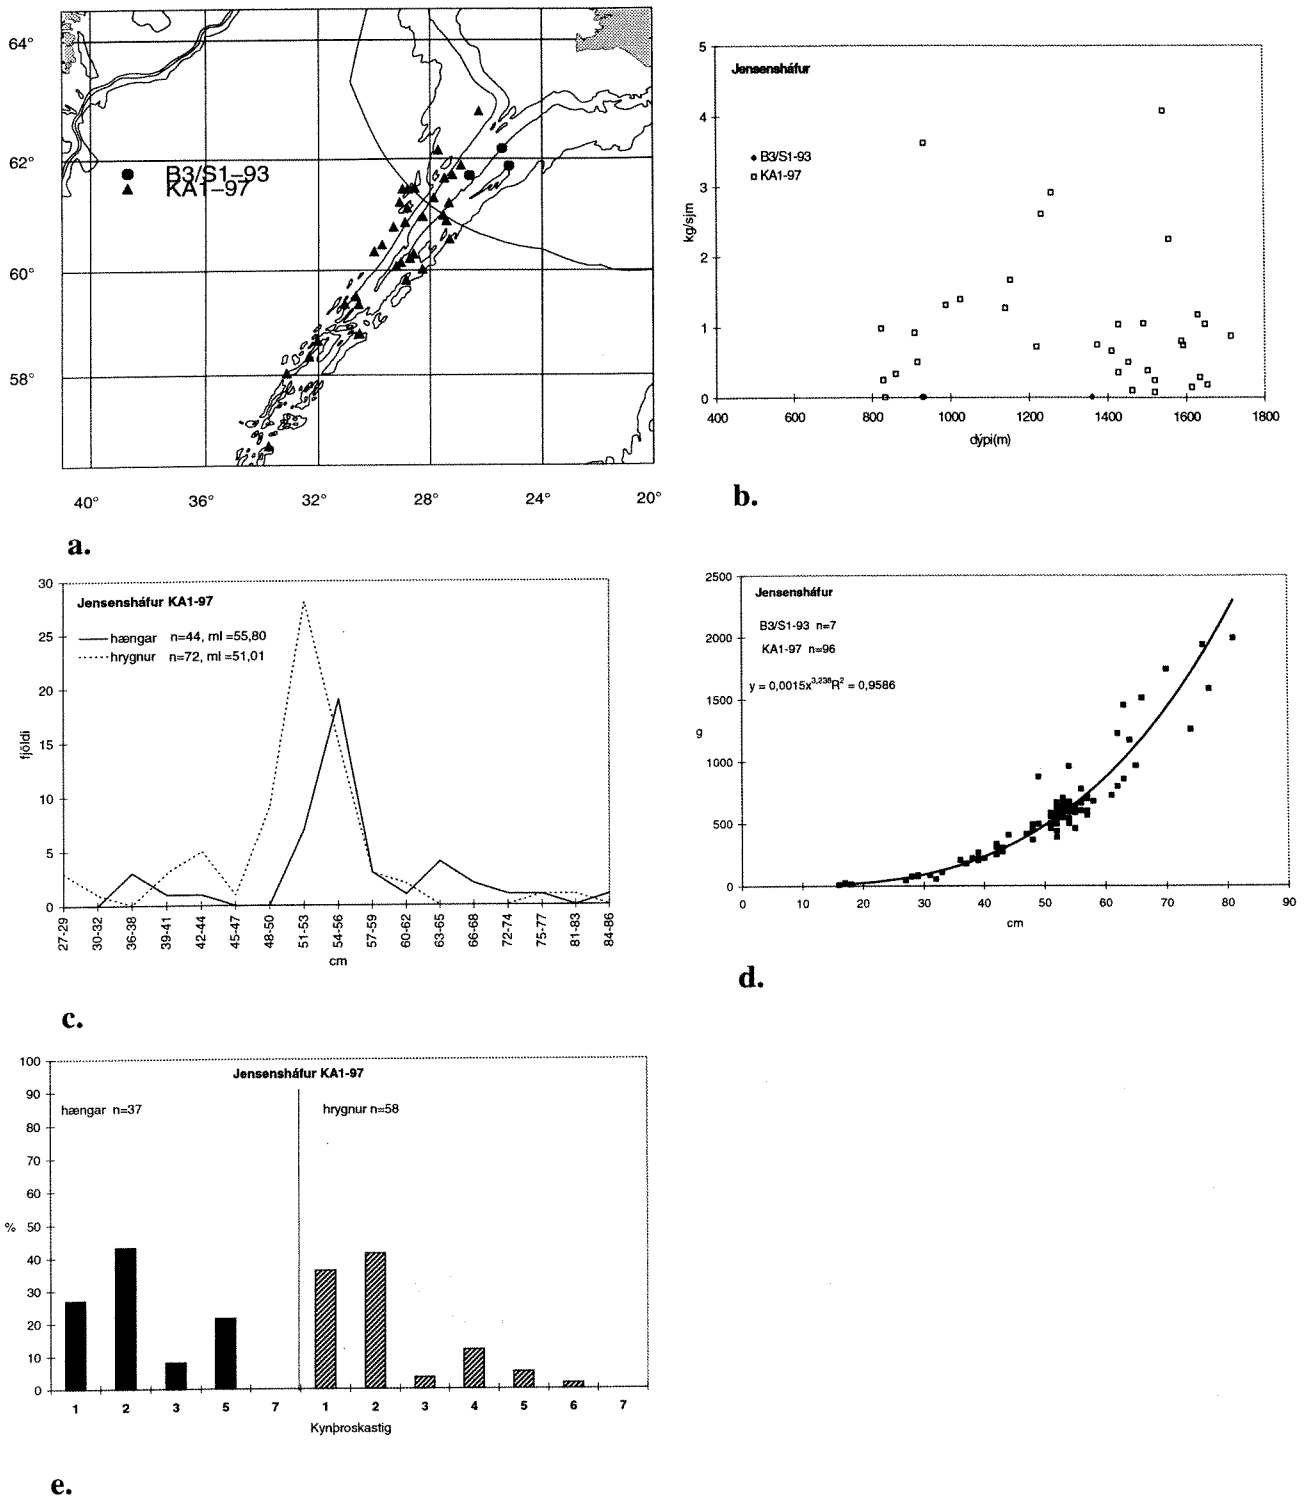 64°
62°
60°
58°
B3/S1–93
KA1–97
40° 36° 32° 28° 24° 20°
a.
Jensensháfur
B3/S1-93
KA1-97
5
4
3
2
1
0
kg/sjm
400 600 800 1000 1200 1400 1600 1800
dýpi(m)
b.
Jensensháfur KA1-97
hængar n=44, ml =55,80
hrygnur n=72, ml =51,01
30
25
20
15
10
5
0
fjöldi
27-29 30-32 36-38 39-41 42-44 45-47 48-50 51-53 54-56 57-59 60-62 63-65 66-68 72-74 75-77 81-83 84-86
cm
c.
Jensensháfur
B3/S1-93 n=7
KA1-97 n=96
y = 0,0015x^3,238 R² = 0,9586
2500
2000
1500
1000
500
0
g
0 10 20 30 40 50 60 70 80 90
cm
d.
Jensensháfur KA1-97
hængar n=37 hrygnur n=58
100
90
80
70
60
50
40
30
20
10
0
%
1 2 3 5 7 1 2 3 4 5 6 7
Kynþroskastig
e.